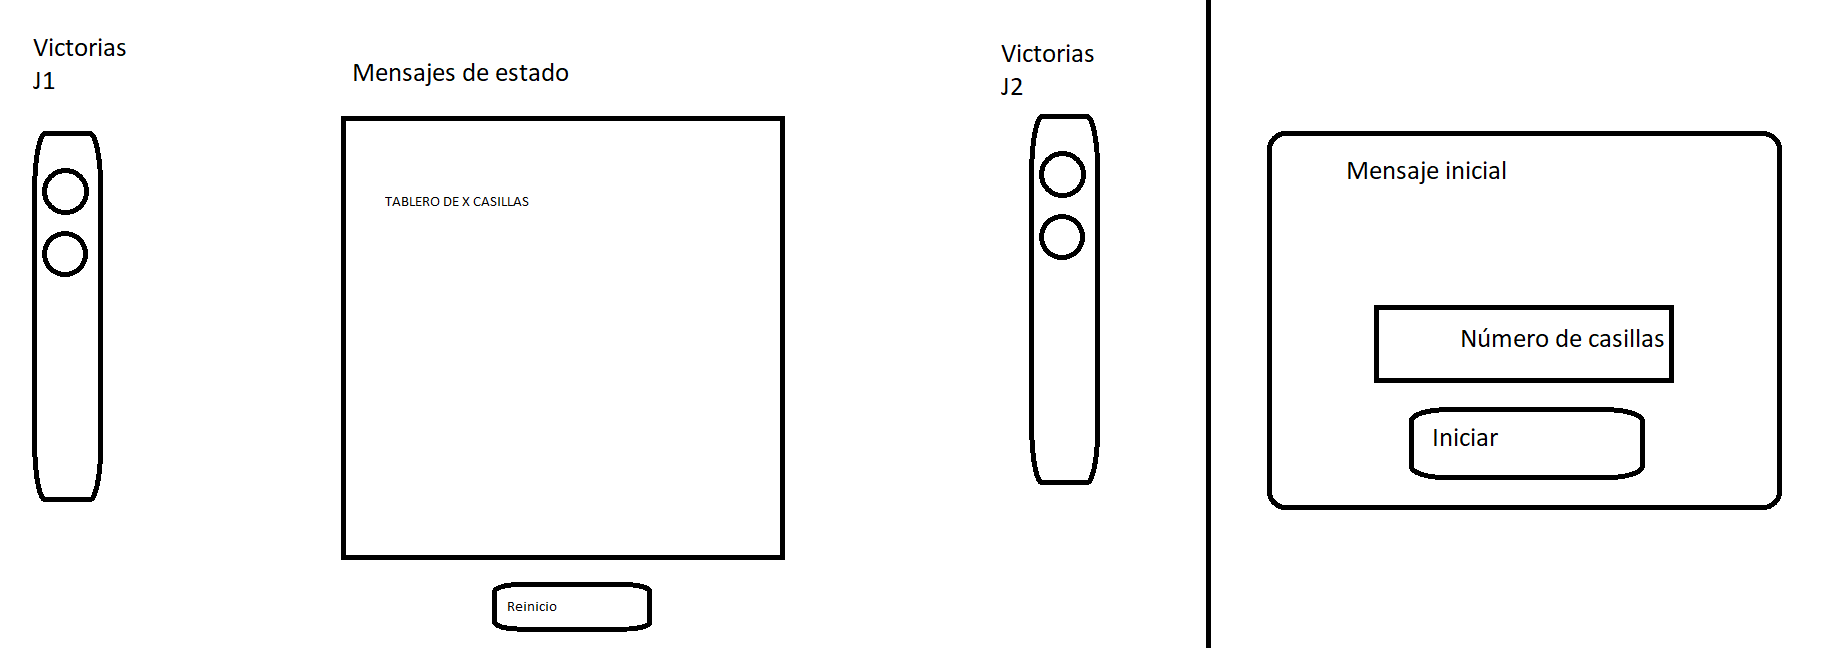 Victorias
J1
Mensajes de estado
TABLERO DE X CASILLAS
Reinicio
Victorias
J2
Mensaje inicial
Número de casillas
Iniciar